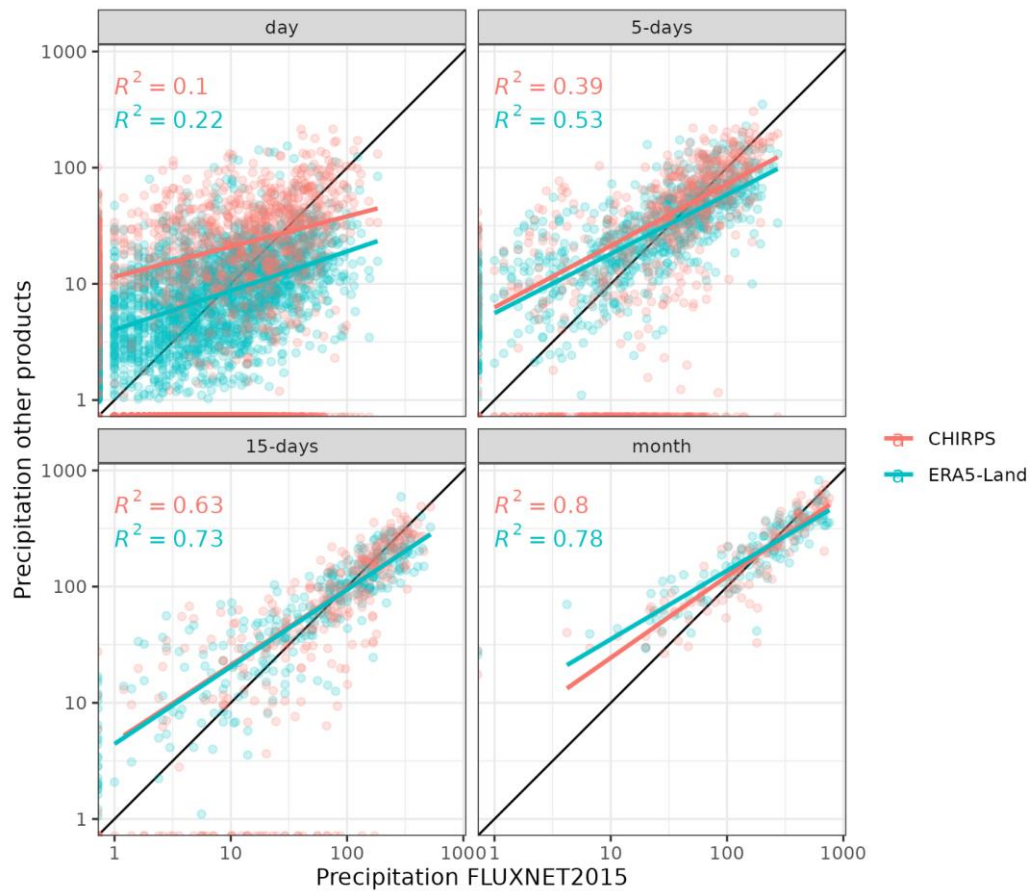 day
5-days
1000
100
10
1
R² = 0.1
R² = 0.22
R² = 0.39
R² = 0.53
15-days
month
1000
100
10
1
R² = 0.63
R² = 0.73
R² = 0.8
R² = 0.78
1 10 100 1000
1 10 100 1000
Precipitation FLUXNET2015
Precipitation other products
a CHIRPS
a ERA5-Land